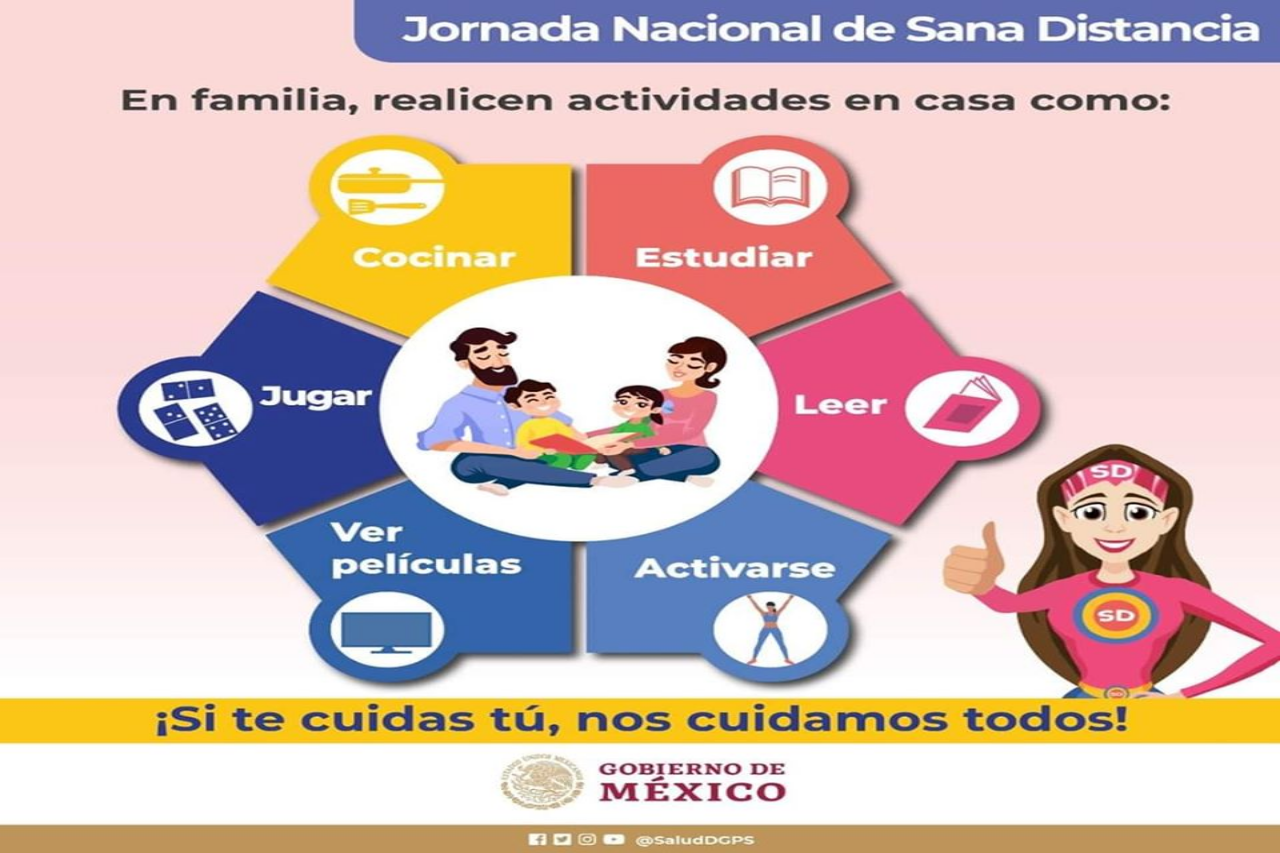 Jornada Nacional de Sana Distancia
En familia, realicen actividades en casa como:
Cocinar
Estudiar
Jugar
Leer
Ver
películas
Activarse
SD
SD
¡Si te cuidas tú, nos cuidamos todos!
GOBIERNO DE
MÉXICO
@SaludDGPS